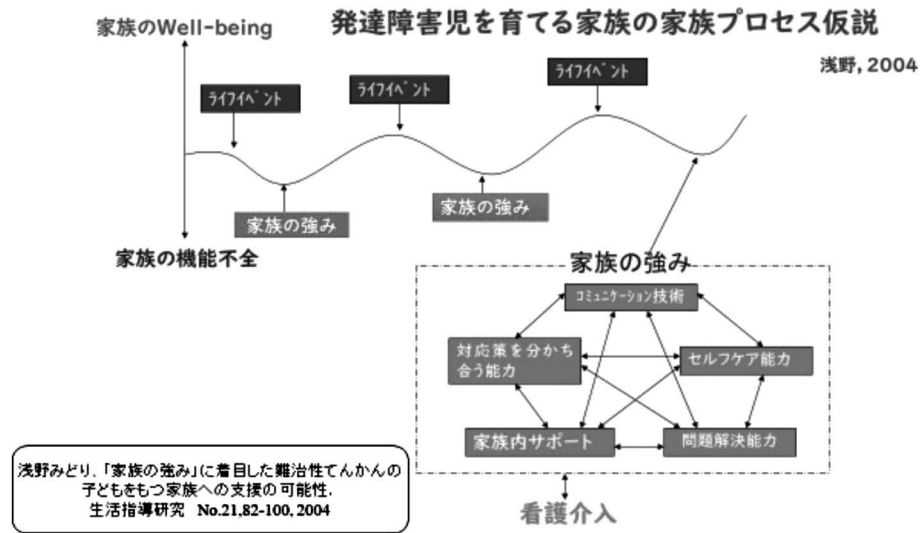 家族のWell-being
発達障害児を育てる家族の家族プロセス仮説
浅野, 2004
ライフイベント
ライフイベント
ライフイベント
家族の強み
家族の強み
家族の機能不全
家族の強み
コミュニケーション技術
対応策を分かち
合う能力
セルフケア能力
家族内サポート
問題解決能力
看護介入
浅野みどり.「家族の強み」に着目した難治性てんかんの
子どもをもつ家族への支援の可能性.
生活指導研究 No.21,82-100, 2004